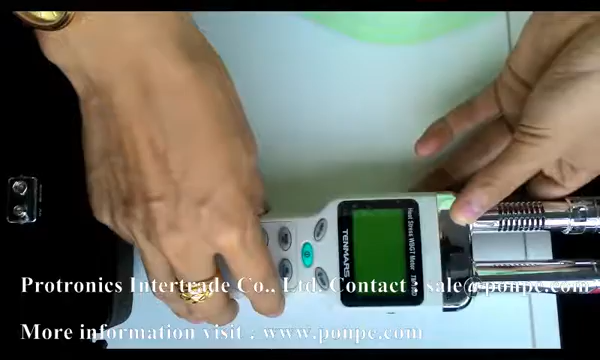 Heat Stress WBGT Meter
TENMARS
Protronics Intertrade Co., Ltd. Contact : sale@ponpe.com
More information visit : www.ponpe.com